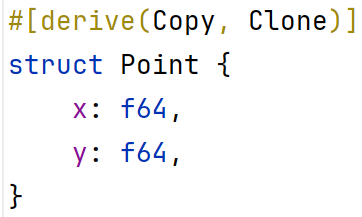 #[derive(Copy, Clone)]
struct Point {
    x: f64,
    y: f64,
}